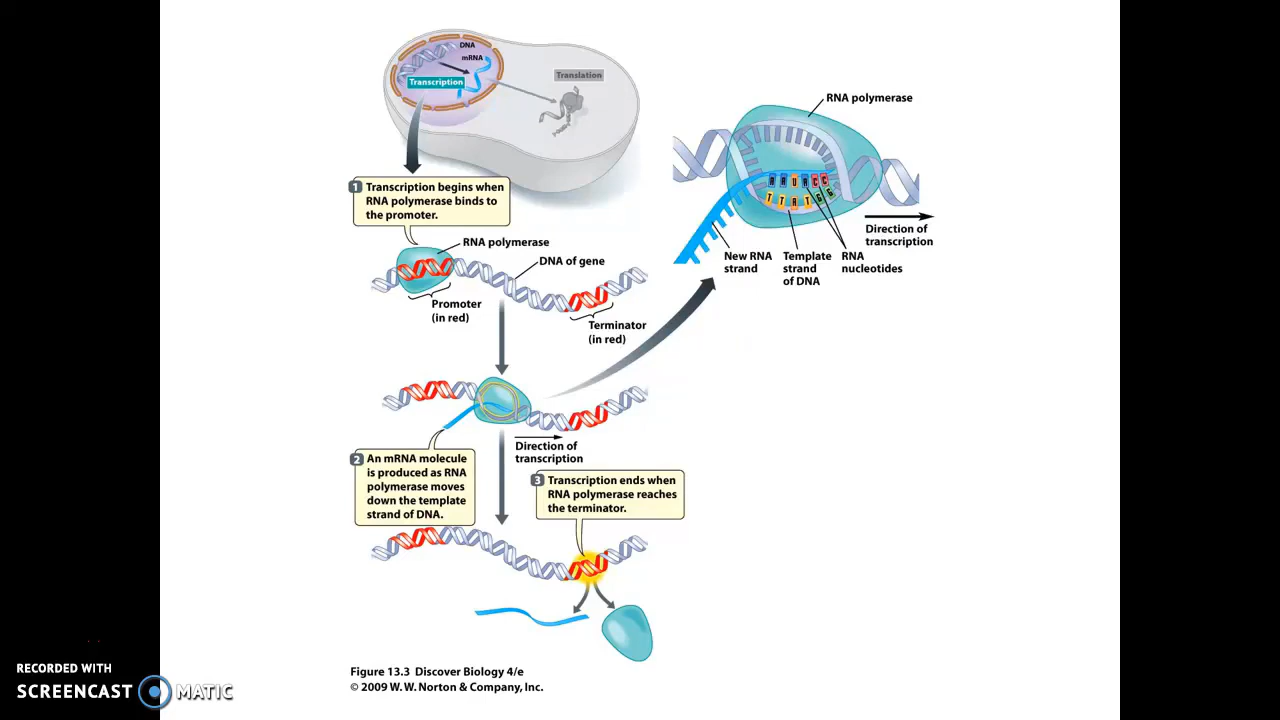 DNA
mRNA
Transcription
Translation
1 Transcription begins when
RNA polymerase binds to
the promoter.
RNA polymerase
DNA of gene
Promoter
(in red)
Terminator
(in red)
RNA polymerase
A A U A C C
T T A T G G
New RNA
strand
Template
strand
of DNA
RNA
nucleotides
Direction of
transcription
2 An mRNA molecule
is produced as RNA
polymerase moves
down the template
strand of DNA.
Direction of
transcription
3 Transcription ends when
RNA polymerase reaches
the terminator.
Figure 13.3 Discover Biology 4/e
© 2009 W. W. Norton & Company, Inc.
RECORDED WITH
SCREENCAST MATIC